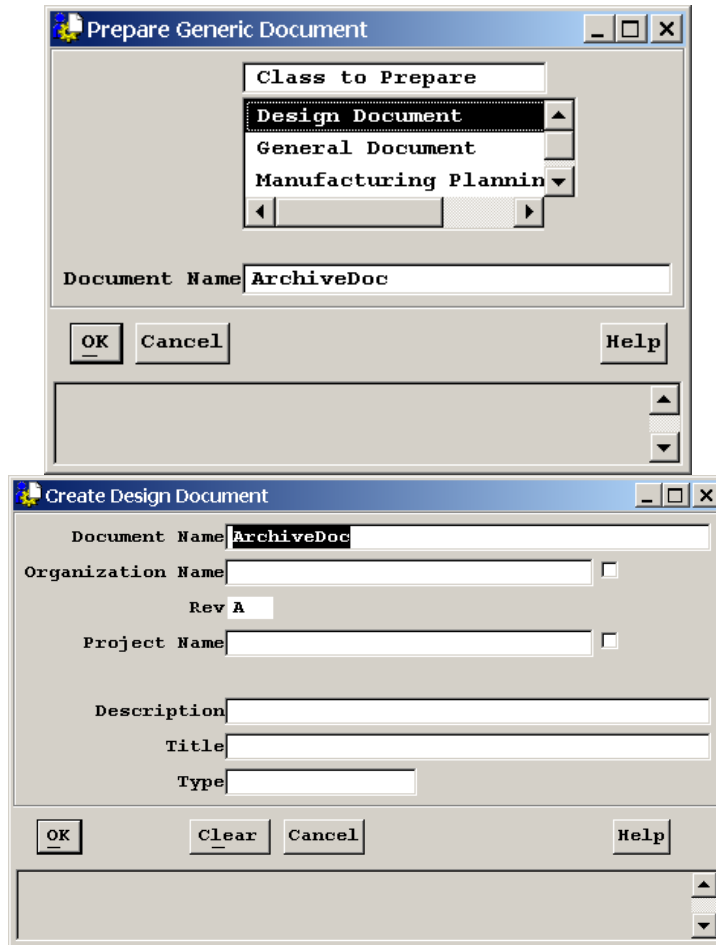 Prepare Generic Document
Class to Prepare
Design Document
General Document
Manufacturing Plannin
Document Name ArchiveDoc
OK Cancel Help
Create Design Document
Document Name ArchiveDoc
Organization Name
Rev A
Project Name
Description
Title
Type
OK Clear Cancel Help